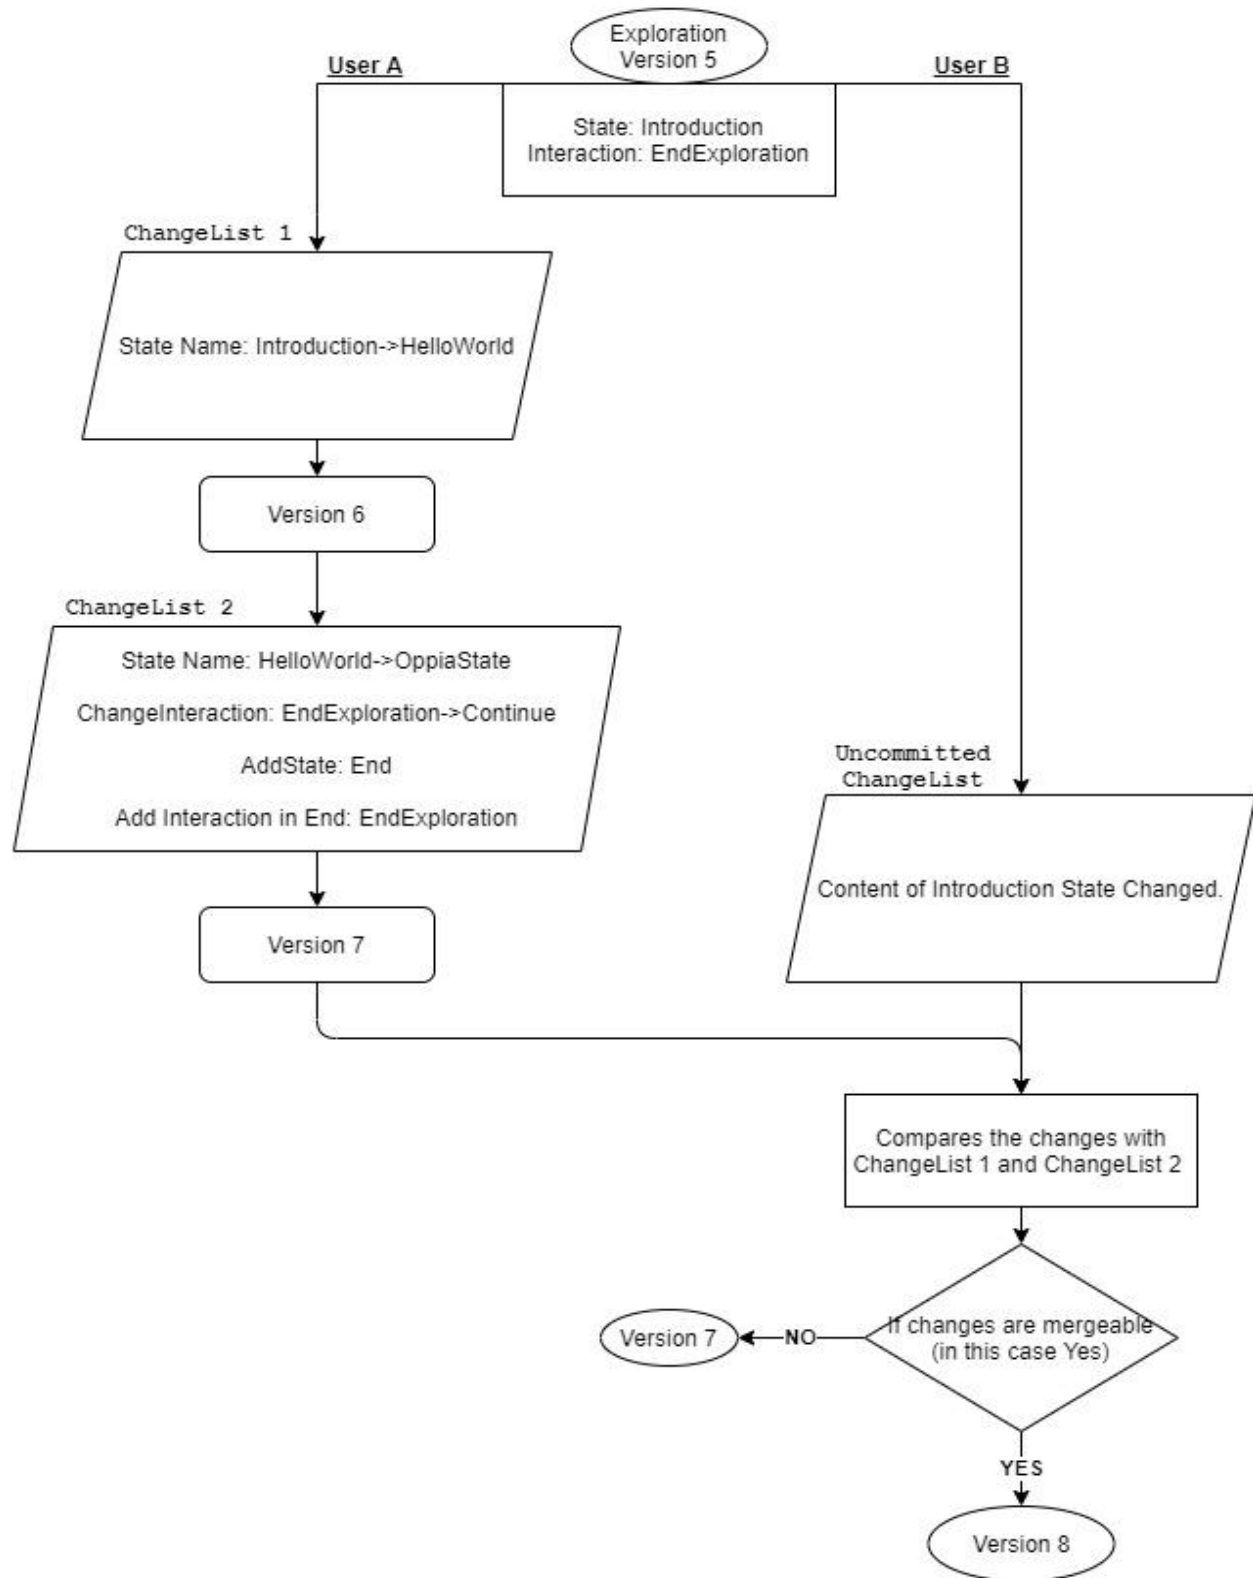 Exploration
Version 5
User A
User B
State: Introduction
Interaction: EndExploration
ChangeList 1
State Name: Introduction->HelloWorld
Version 6
ChangeList 2
State Name: HelloWorld->OppiaState
ChangeInteraction: EndExploration->Continue
AddState: End
Add Interaction in End: EndExploration
Uncommitted
ChangeList
Content of Introduction State Changed.
Version 7
Compares the changes with
ChangeList 1 and ChangeList 2
If changes are mergeable
(in this case Yes)
NO
Version 7
YES
Version 8